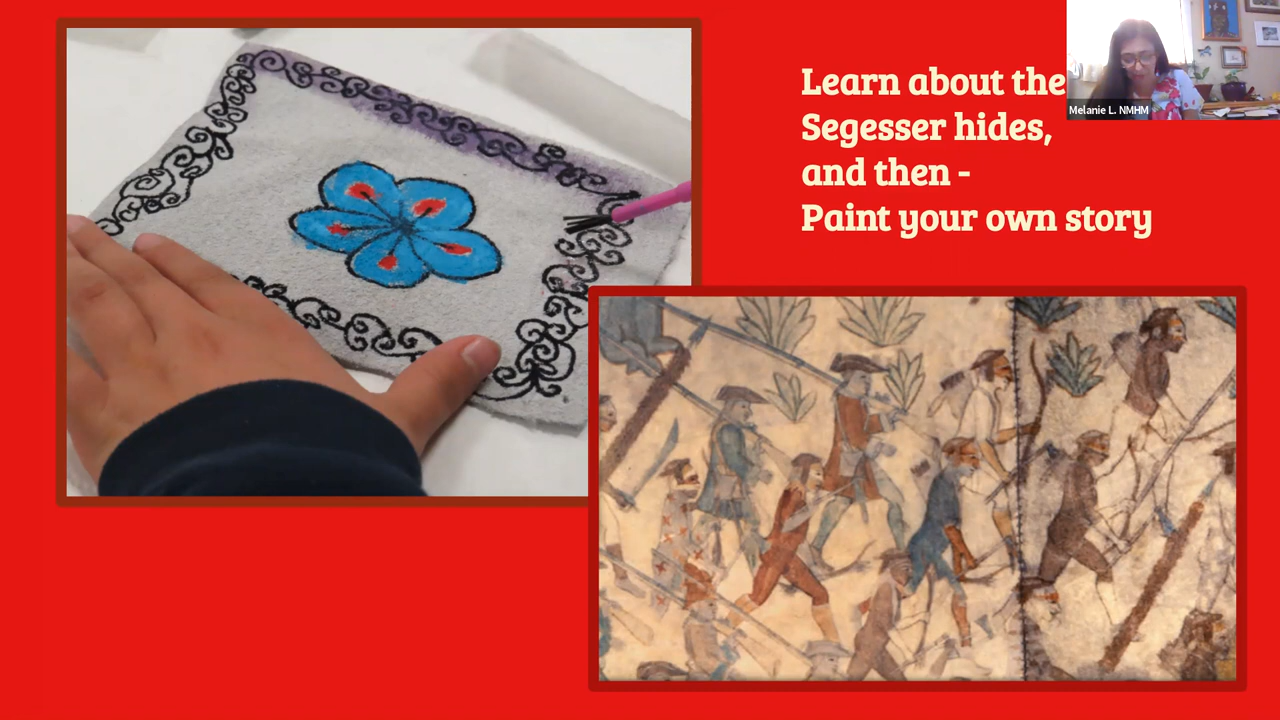 Learn about the
Segesser hides,
and then -
Paint your own story
Melanie L. NMHM